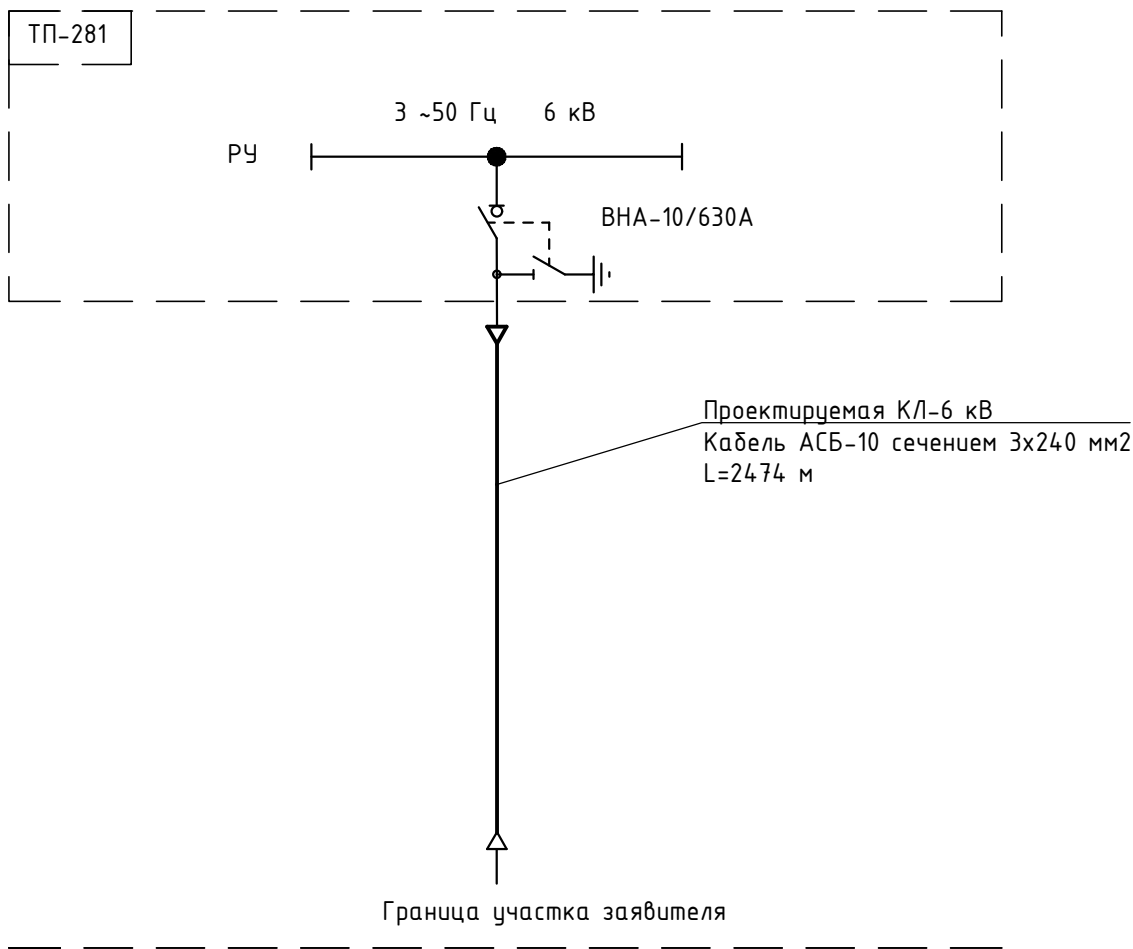 ТП-281
3 ~50 Гц 6 кВ
РУ
ВНА-10/630А
Проектируемая КЛ-6 кВ
Кабель АСБ-10 сечением 3х240 мм2
L=2474 м
Граница участка заявителя